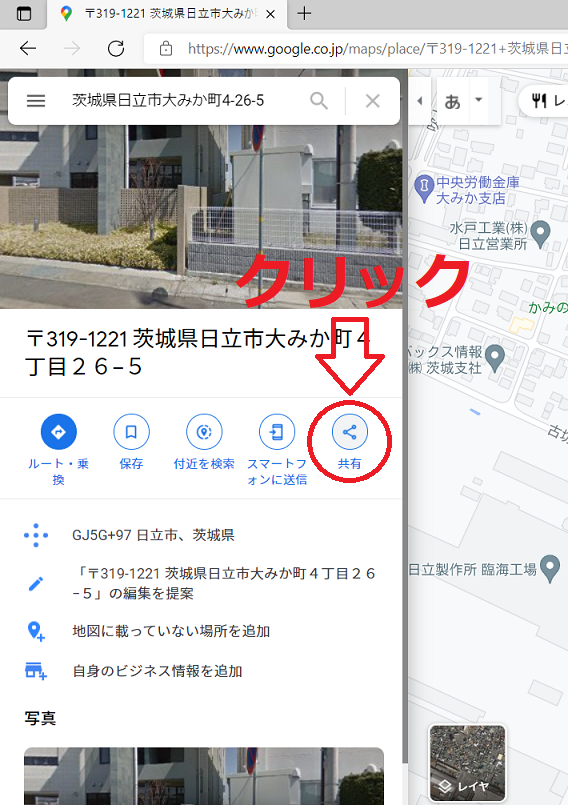 〒319-1221 茨城県日立市大みか
https://www.google.co.jp/maps/place/〒319-1221+茨城県日立
茨城県日立市大みか町4-26-5
あ
レ
中央労働金庫
大みか支店
水戸工業(株)
日立営業所
クリック
かみの
〒319-1221 茨城県日立市大みか町４
丁目２６−５
バックス情報
(株) 茨城支社
古坊
ルート・乗
換
保存
付近を検索
スマートフ
ォンに送信
共有
GJ5G+97 日立市、茨城県
「〒319-1221 茨城県日立市大みか町４丁目２６
−５」の編集を提案
日立製作所 臨海工場
地図に載っていない場所を追加
自身のビジネス情報を追加
写真
レイヤ